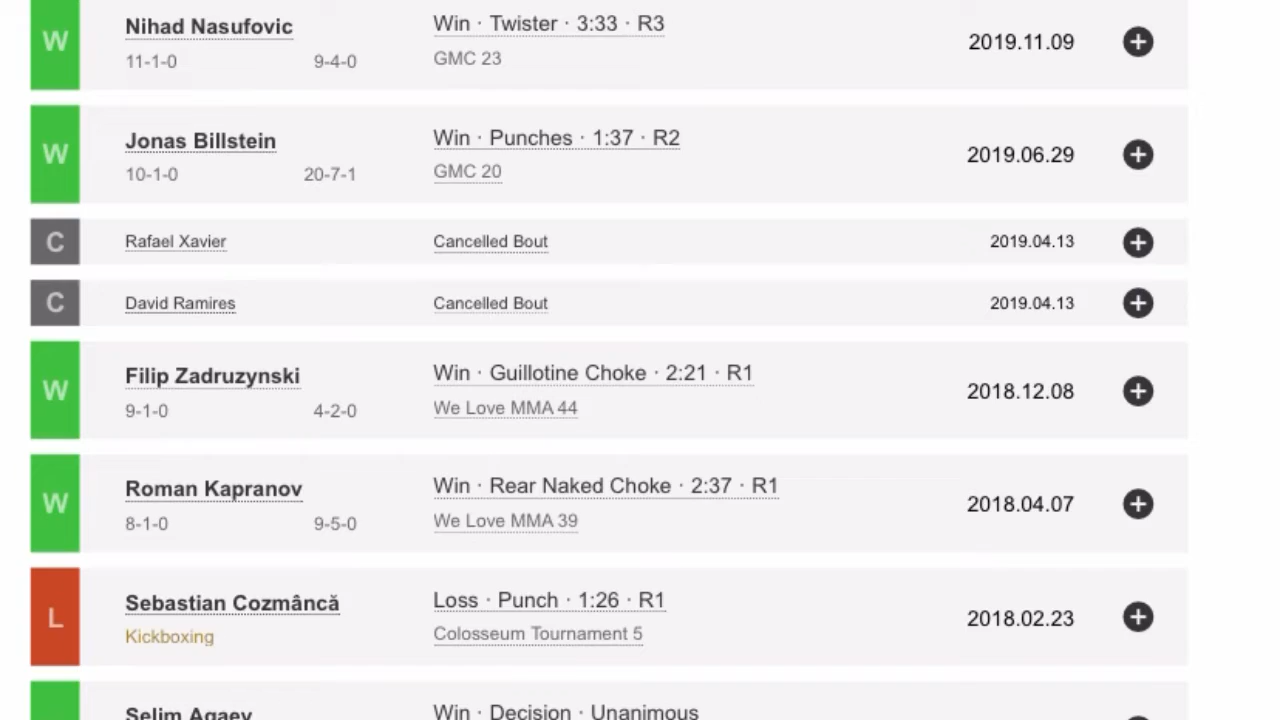 W
Nihad Nasufovic
Win · Twister · 3:33 · R3
11-1-0 9-4-0
GMC 23
2019.11.09
W
Jonas Billstein
Win · Punches · 1:37 · R2
10-1-0 20-7-1
GMC 20
2019.06.29
C
Rafael Xavier
Cancelled Bout
2019.04.13
C
David Ramires
Cancelled Bout
2019.04.13
W
Filip Zadruzynski
Win · Guillotine Choke · 2:21 · R1
9-1-0 4-2-0
We Love MMA 44
2018.12.08
W
Roman Kapranov
Win · Rear Naked Choke · 2:37 · R1
8-1-0 9-5-0
We Love MMA 39
2018.04.07
L
Sebastian Cozmâncă
Loss · Punch · 1:26 · R1
Kickboxing
Colosseum Tournament 5
2018.02.23
Selim Agaev
Win · Decision · Unanimous